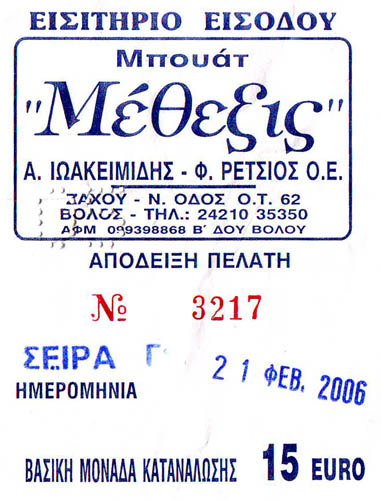 ΕΙΣΙΤΗΡΙΟ ΕΙΣΟΔΟΥ
Μπουάτ
"Μέθεξις"
Α. ΙΩΑΚΕΙΜΙΔΗΣ - Φ. ΡΕΤΣΙΟΣ Ο.Ε.
ΖΑΧΟΥ - Ν. ΟΔΟΣ Ο.Τ. 62
ΒΟΛΟΣ - ΤΗΛ.: 24210 35350
ΑΦΜ 099398868 Β΄ ΔΟΥ ΒΟΛΟΥ
ΑΠΟΔΕΙΞΗ ΠΕΛΑΤΗ
№ 3217
ΣΕΙΡΑ Γ 21 ΦΕΒ. 2006
ΗΜΕΡΟΜΗΝΙΑ
ΒΑΣΙΚΗ ΜΟΝΑΔΑ ΚΑΤΑΝΑΛΩΣΗΣ 15 EURO